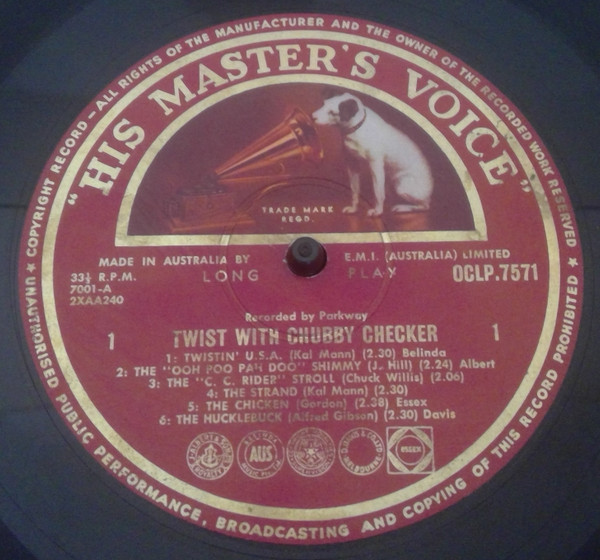 COPYRIGHT RECORD — ALL RIGHTS OF THE MANUFACTURER AND THE OWNER OF THE RECORDED WORK RESERVED ★
"HIS MASTER'S VOICE"
TRADE MARK
REGD.
MADE IN AUSTRALIA BY E.M.I. (AUSTRALIA) LIMITED
33⅓ R.P.M. LONG PLAY OCLP.7571
7001-A
2XAA240
Recorded by Parkway
1 TWIST WITH CHUBBY CHECKER 1
1: TWISTIN' U.S.A. (Kal Mann) (2.30) Belinda
2: THE "OOH POO PAH DOO" SHIMMY (J. Hill) (2.24) Albert
3: THE "C. C. RIDER" STROLL (Chuck Willis) (2.06)
4: THE STRAND (Kal Mann) (2.30)
5: THE CHICKEN (Gordon) (2.38) Essex
6: THE HUCKLEBUCK (Alfred Gibson) (2.30) Davis
AUS
MELBOURNE
ESSEX
★ UNAUTHORISED PUBLIC PERFORMANCE, BROADCASTING AND COPYING OF THIS RECORD PROHIBITED ★